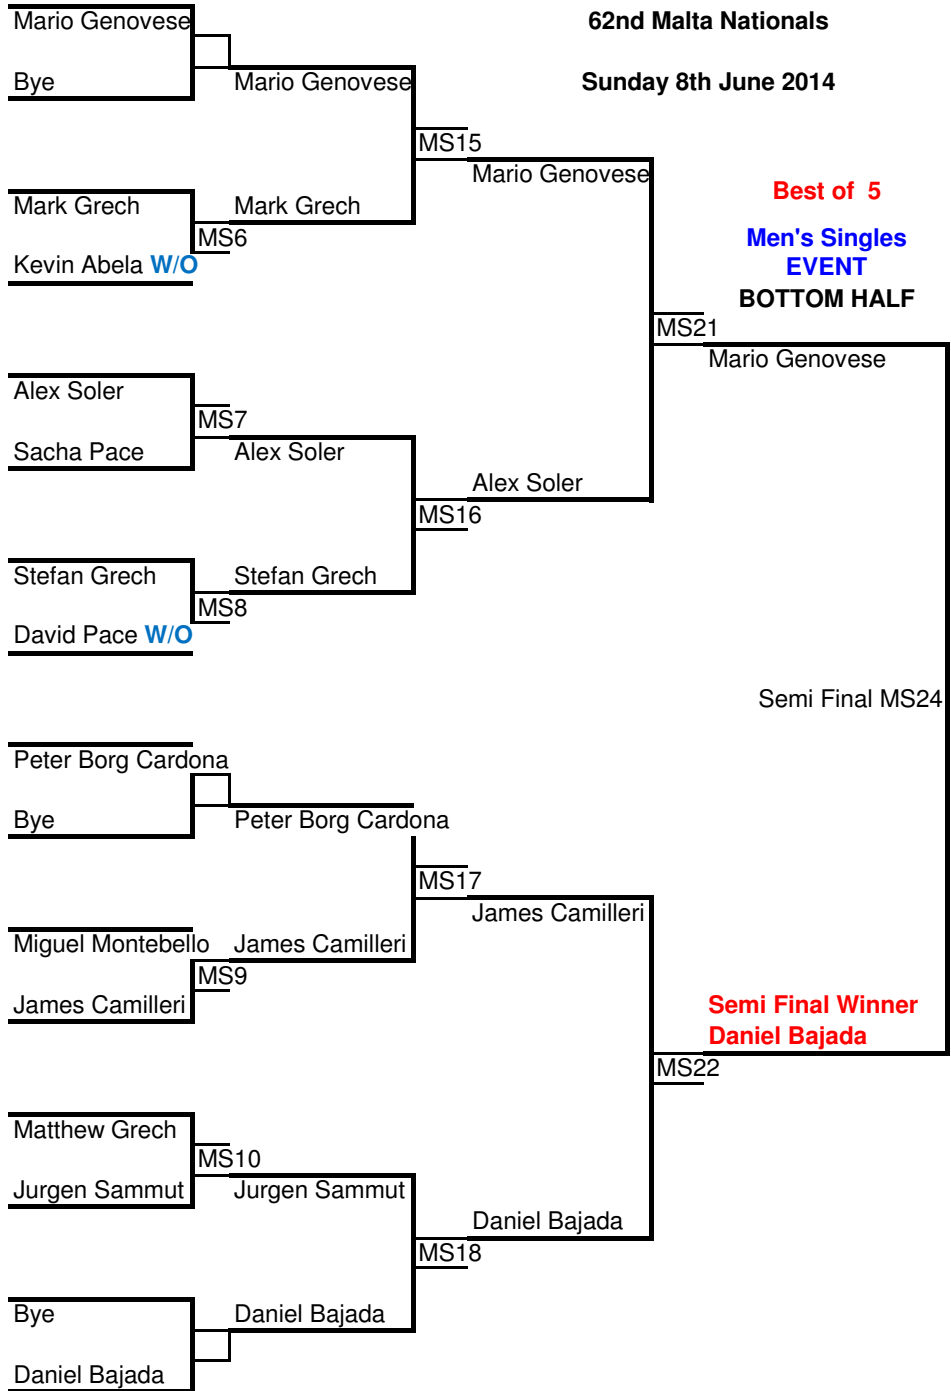 Mario Genovese
62nd Malta Nationals
Bye
Mario Genovese
Sunday 8th June 2014
MS15
Mario Genovese
Best of 5
Mark Grech
Mark Grech
MS6
Men's Singles
EVENT
Kevin Abela W/O
BOTTOM HALF
MS21
Mario Genovese
Alex Soler
MS7
Sacha Pace
Alex Soler
Alex Soler
MS16
Stefan Grech
Stefan Grech
MS8
David Pace W/O
Semi Final MS24
Peter Borg Cardona
Bye
Peter Borg Cardona
MS17
James Camilleri
Miguel Montebello
James Camilleri
MS9
James Camilleri
Semi Final Winner
Daniel Bajada
MS22
Matthew Grech
MS10
Jurgen Sammut
Jurgen Sammut
Daniel Bajada
MS18
Bye
Daniel Bajada
Daniel Bajada